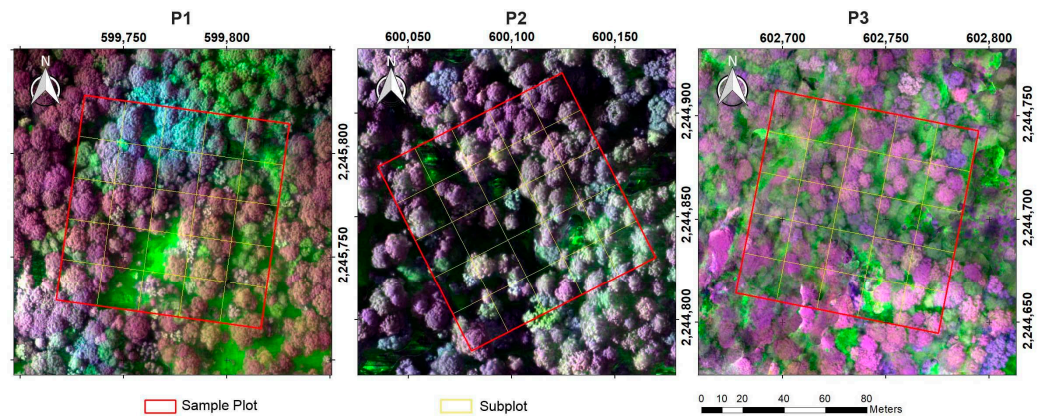 P1 P2 P3
599,750 599,800 600,050 600,100 600,150 602,700 602,750 602,800
N N N
2,245,800 2,245,750
2,244,900 2,244,850 2,244,800
2,244,750 2,244,700 2,244,650
Sample Plot Subplot 0 10 20 40 60 80
Meters